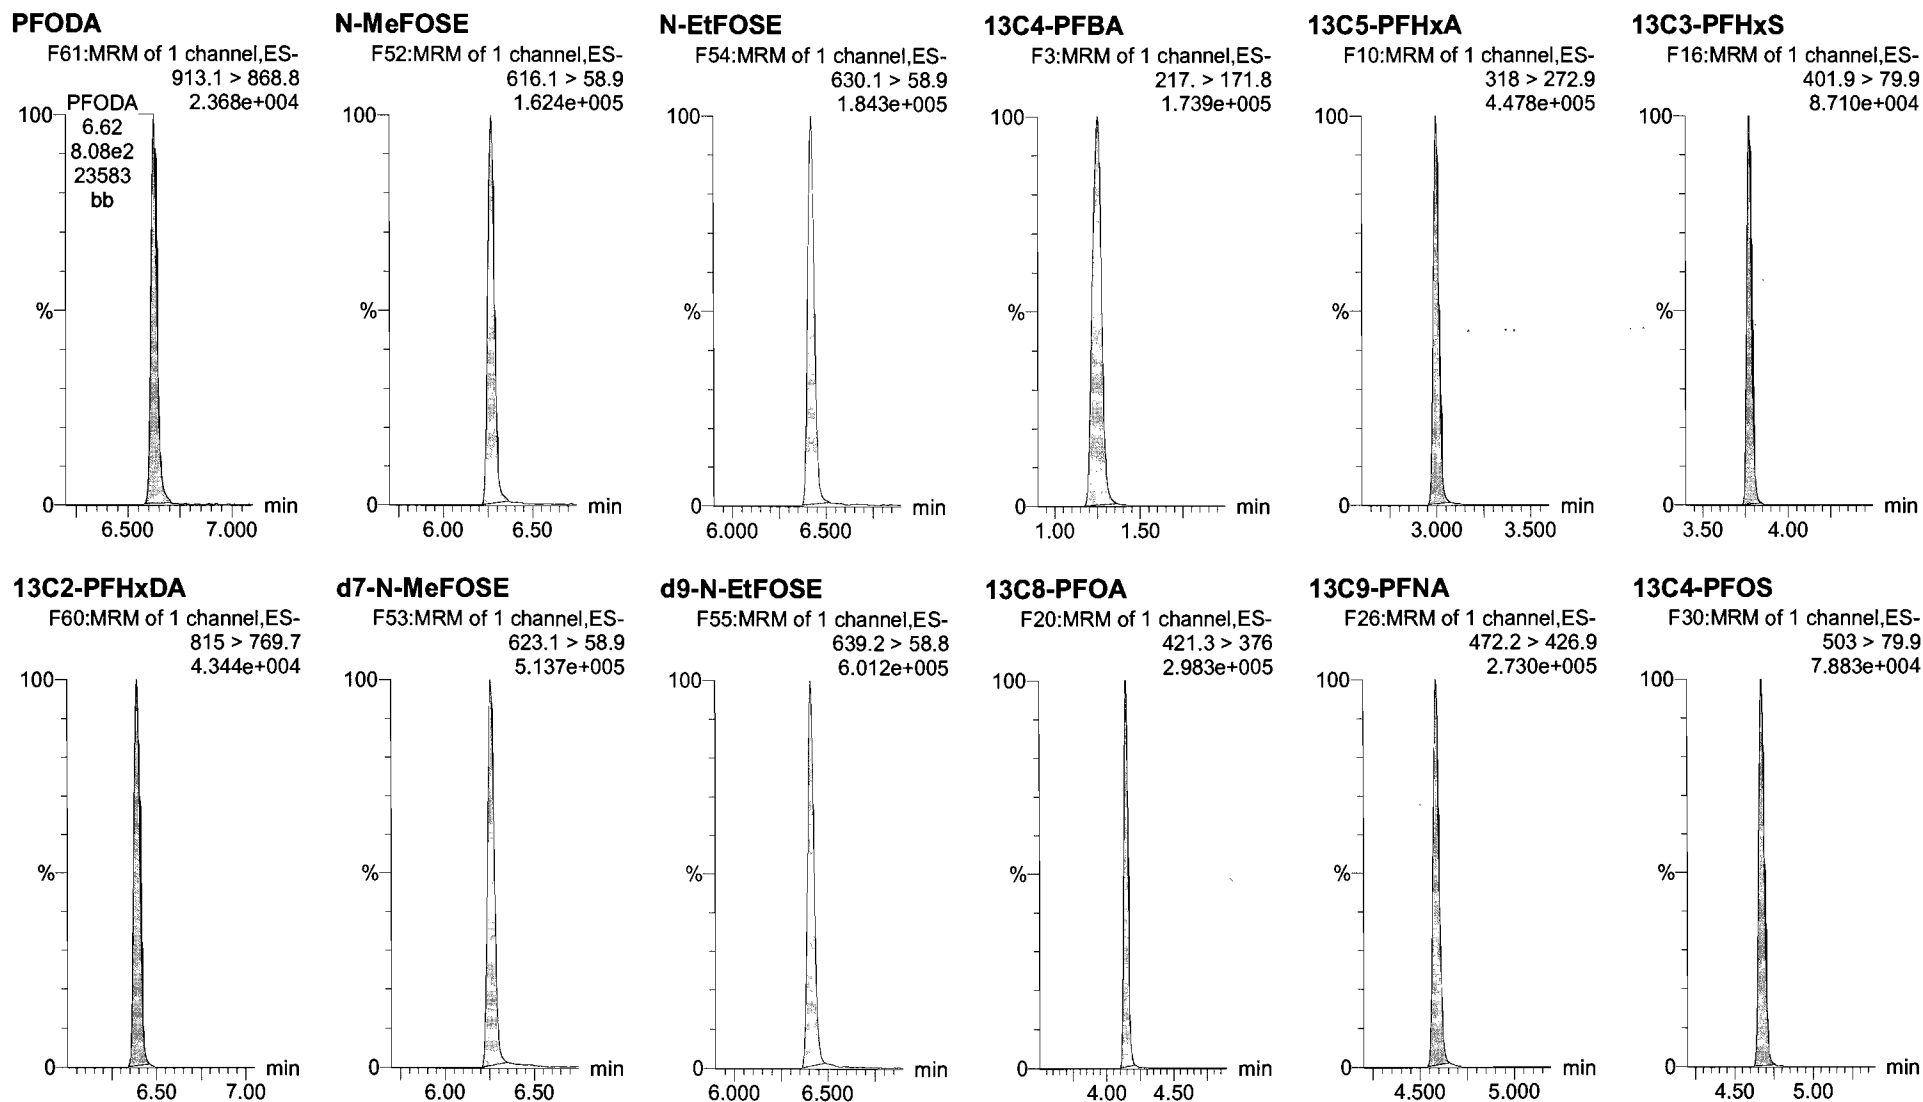 PFODA
F61:MRM of 1 channel,ES-
913.1 > 868.8
2.368e+004
PFODA
6.62
8.08e2
23583
bb
100
%
0
6.500
7.000
min
N-MeFOSE
F52:MRM of 1 channel,ES-
616.1 > 58.9
1.624e+005
100
%
0
6.00
6.50
min
N-EtFOSE
F54:MRM of 1 channel,ES-
630.1 > 58.9
1.843e+005
100
%
0
6.000
6.500
min
13C4-PFBA
F3:MRM of 1 channel,ES-
217. > 171.8
1.739e+005
100
%
0
1.00
1.50
min
13C5-PFHxA
F10:MRM of 1 channel,ES-
318 > 272.9
4.478e+005
100
%
0
3.000
3.500
min
13C3-PFHxS
F16:MRM of 1 channel,ES-
401.9 > 79.9
8.710e+004
100
%
0
3.50
4.00
min
13C2-PFHxDA
F60:MRM of 1 channel,ES-
815 > 769.7
4.344e+004
100
%
0
6.50
7.00
min
d7-N-MeFOSE
F53:MRM of 1 channel,ES-
623.1 > 58.9
5.137e+005
100
%
0
6.00
6.50
min
d9-N-EtFOSE
F55:MRM of 1 channel,ES-
639.2 > 58.8
6.012e+005
100
%
0
6.000
6.500
min
13C8-PFOA
F20:MRM of 1 channel,ES-
421.3 > 376
2.983e+005
100
%
0
4.00
4.50
min
13C9-PFNA
F26:MRM of 1 channel,ES-
472.2 > 426.9
2.730e+005
100
%
0
4.500
5.000
min
13C4-PFOS
F30:MRM of 1 channel,ES-
503 > 79.9
7.883e+004
100
%
0
4.50
5.00
min